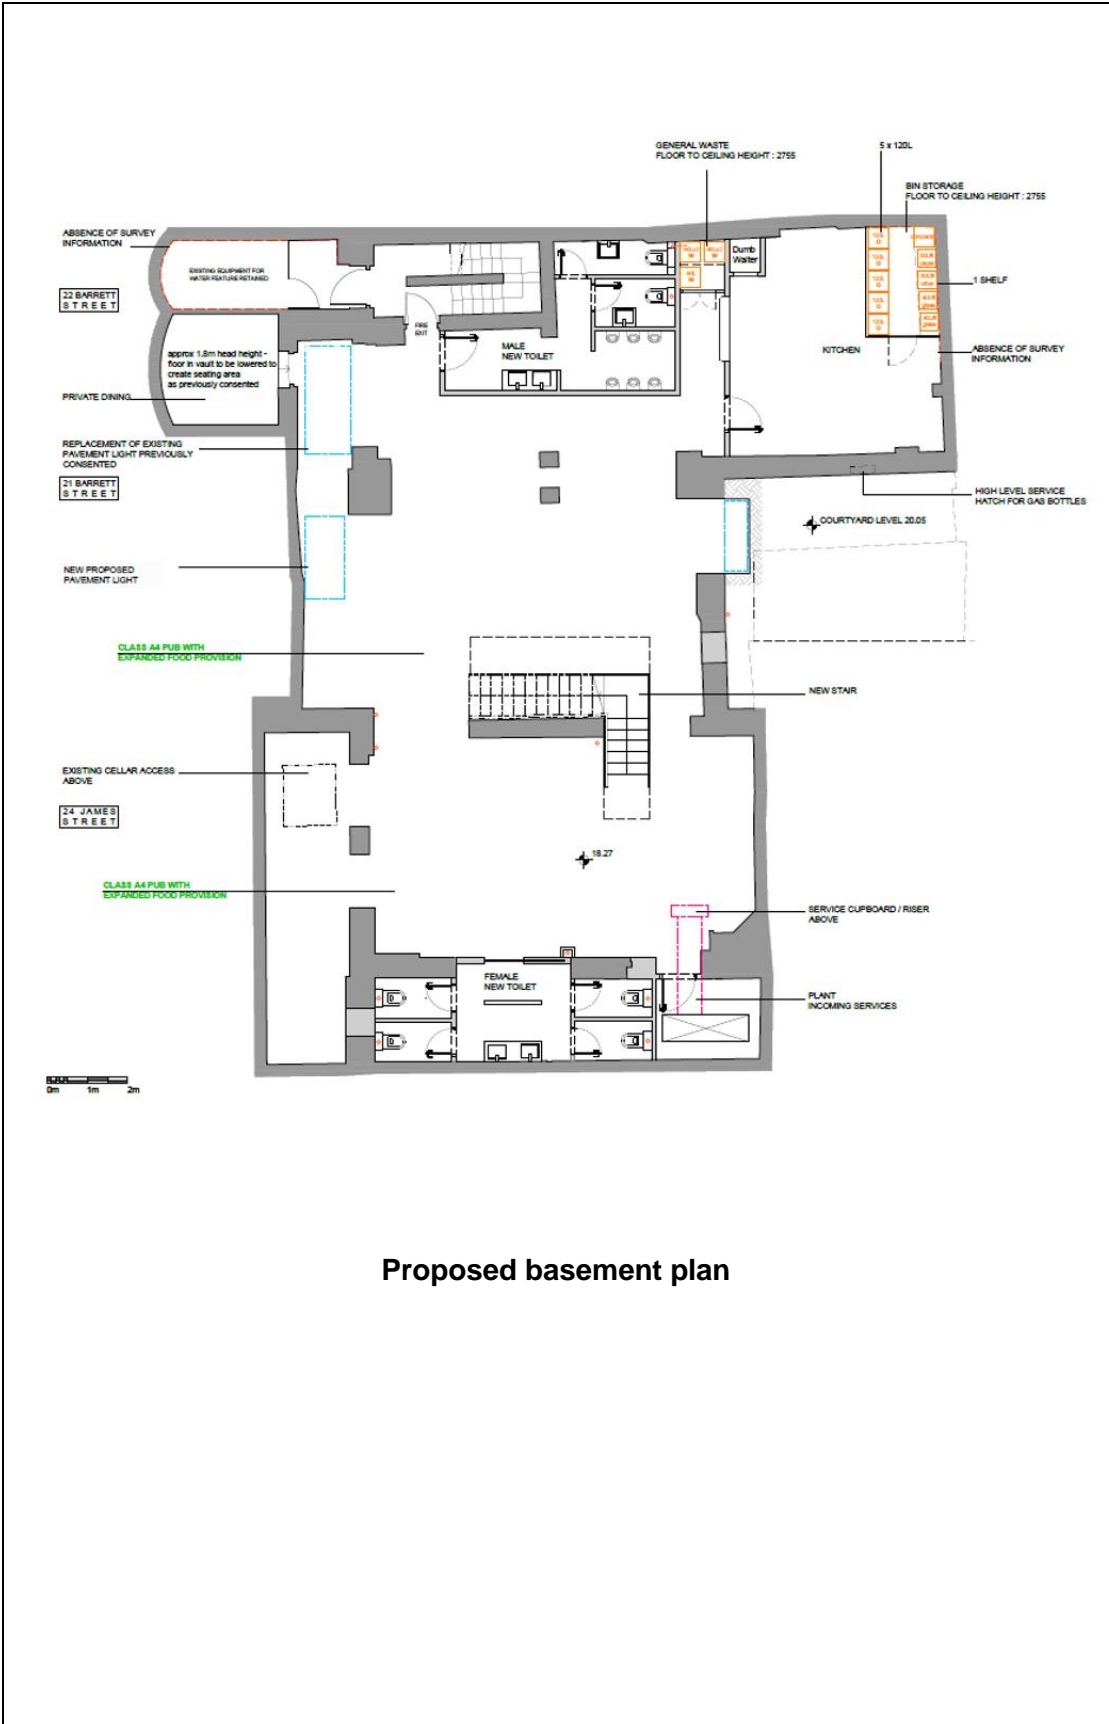 GENERAL WASTE
FLOOR TO CEILING HEIGHT : 2755
5 x 120L
BIN STORAGE
FLOOR TO CEILING HEIGHT : 2755
ABSENCE OF SURVEY
INFORMATION
EXISTING EQUIPMENT FOR
WATER FEATURE RETAINED
Dumb
Waiter
120L
120L
120L
120L
120L
1 SHELF
22 BARRETT
STREET
FIRE
EXIT
MALE
NEW TOILET
KITCHEN
ABSENCE OF SURVEY
INFORMATION
approx 1.8m head height -
floor in vault to be lowered to
create seating area
as previously consented
PRIVATE DINING
REPLACEMENT OF EXISTING
PAVEMENT LIGHT PREVIOUSLY
CONSENTED
21 BARRETT
STREET
HIGH LEVEL SERVICE
HATCH FOR GAS BOTTLES
COURTYARD LEVEL 20.05
NEW PROPOSED
PAVEMENT LIGHT
CLASS A4 PUB WITH
EXPANDED FOOD PROVISION
NEW STAIR
EXISTING CELLAR ACCESS
ABOVE
24 JAMES
STREET
18.27
CLASS A4 PUB WITH
EXPANDED FOOD PROVISION
SERVICE CUPBOARD / RISER
ABOVE
FEMALE
NEW TOILET
PLANT
INCOMING SERVICES
0m 1m 2m
Proposed basement plan